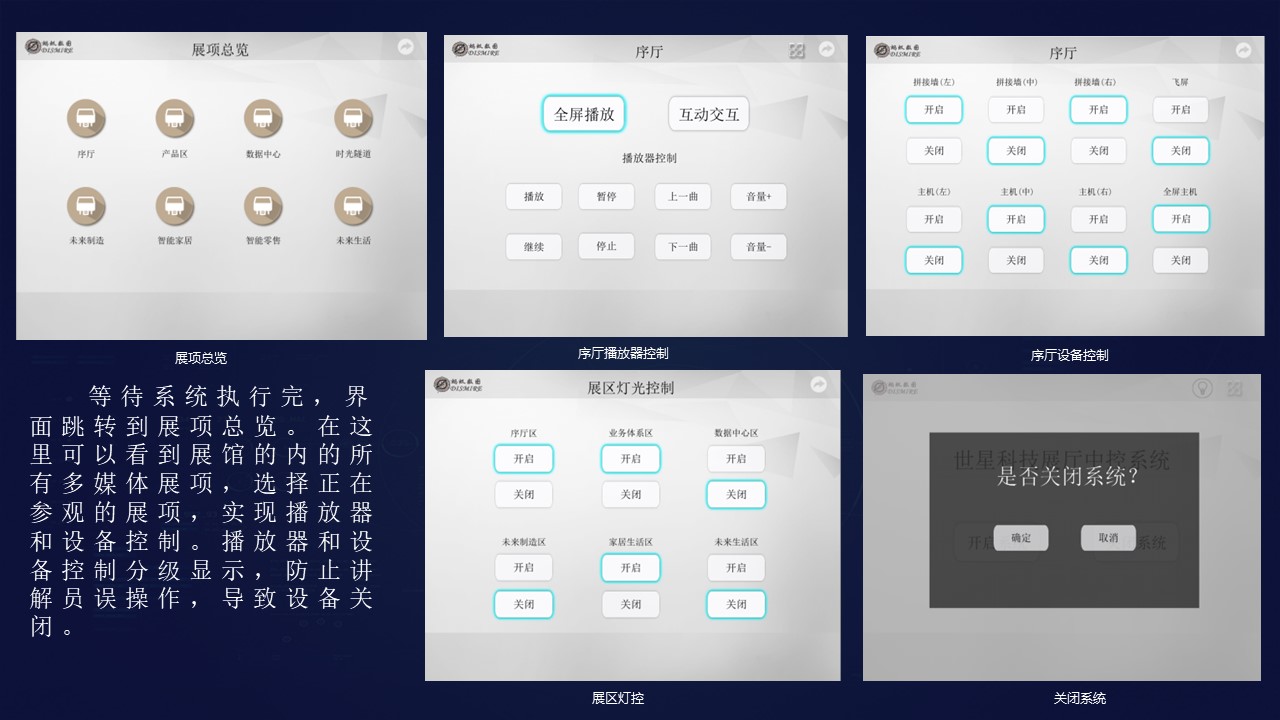 展项总览
序厅
产品区
数据中心
时光隧道
未来制造
智能家居
智能零售
未来生活
展项总览
序厅
全屏播放
互动交互
播放器控制
播放
暂停
上一曲
音量+
继续
停止
下一曲
音量-
序厅播放器控制
序厅
拼接墙(左)
拼接墙(中)
拼接墙(右)
飞屏
开启
开启
开启
开启
关闭
关闭
关闭
关闭
主机(左)
主机(中)
主机(右)
全屏主机
开启
开启
开启
开启
关闭
关闭
关闭
关闭
序厅设备控制
等待系统执行完，界
面跳转到展项总览。在这
里可以看到展馆的内的所
有多媒体展项，选择正在
参观的展项，实现播放器
和设备控制。播放器和设
备控制分级显示，防止讲
解员误操作，导致设备关
闭。
DISMIRE
展区灯光控制
序厅区
业务体系区
数据中心区
开启
开启
开启
关闭
关闭
关闭
未来制造区
家居生活区
未来生活区
开启
开启
开启
关闭
关闭
关闭
展区灯控
世星科技展厅中控系统
是否关闭系统?
确定
取消
关闭系统